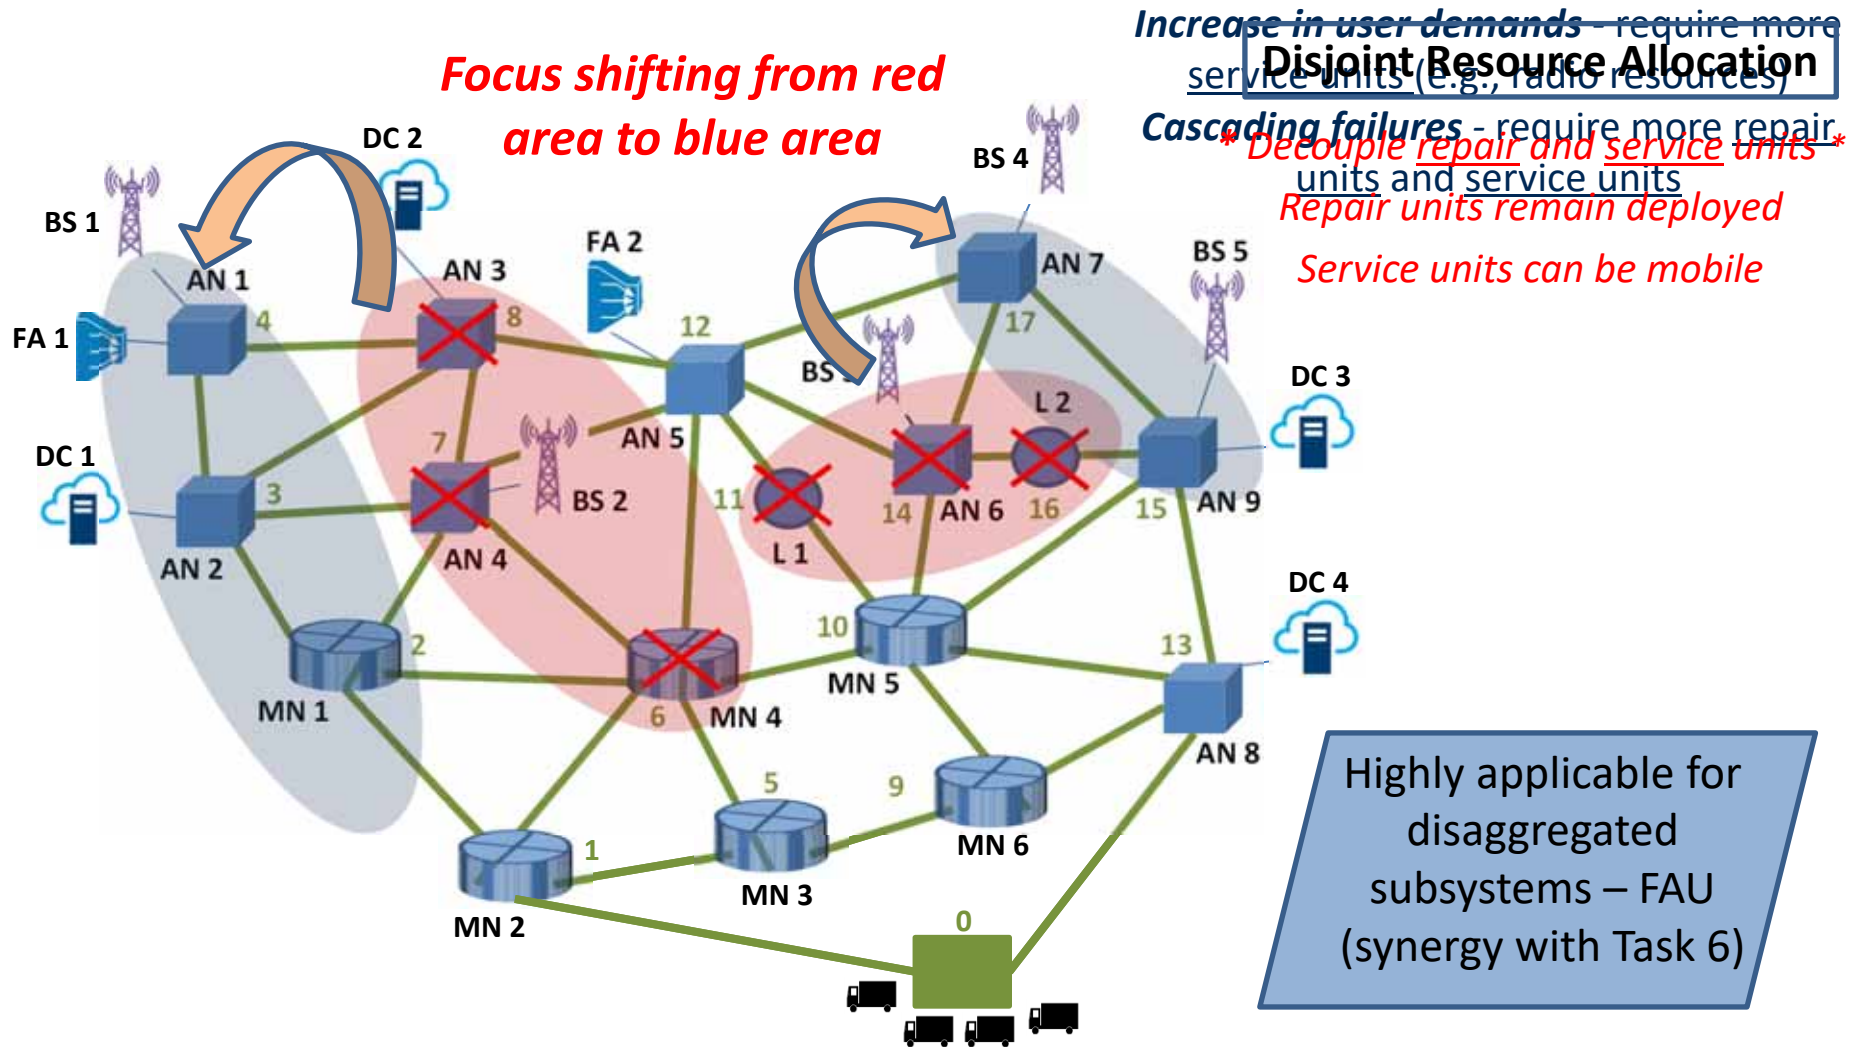 Increase in user demands - require more
service units (e.g., radio resources)
Cascading failures - require more repair
units and service units
Disjoint Resource Allocation
* Decouple repair and service units *
Repair units remain deployed
Service units can be mobile
Focus shifting from red
area to blue area
DC 2
BS 4
BS 1
FA 2
AN 3
AN 7
BS 5
AN 1
4
8
12
17
FA 1
BS
DC 3
L 2
7
AN 5
DC 1
3
BS 2
11
14
AN 6
16
15
AN 9
AN 2
AN 4
L 1
DC 4
2
10
13
MN 5
MN 1
6
MN 4
AN 8
5
9
1
MN 6
MN 3
MN 2
0
Highly applicable for
disaggregated
subsystems – FAU
(synergy with Task 6)